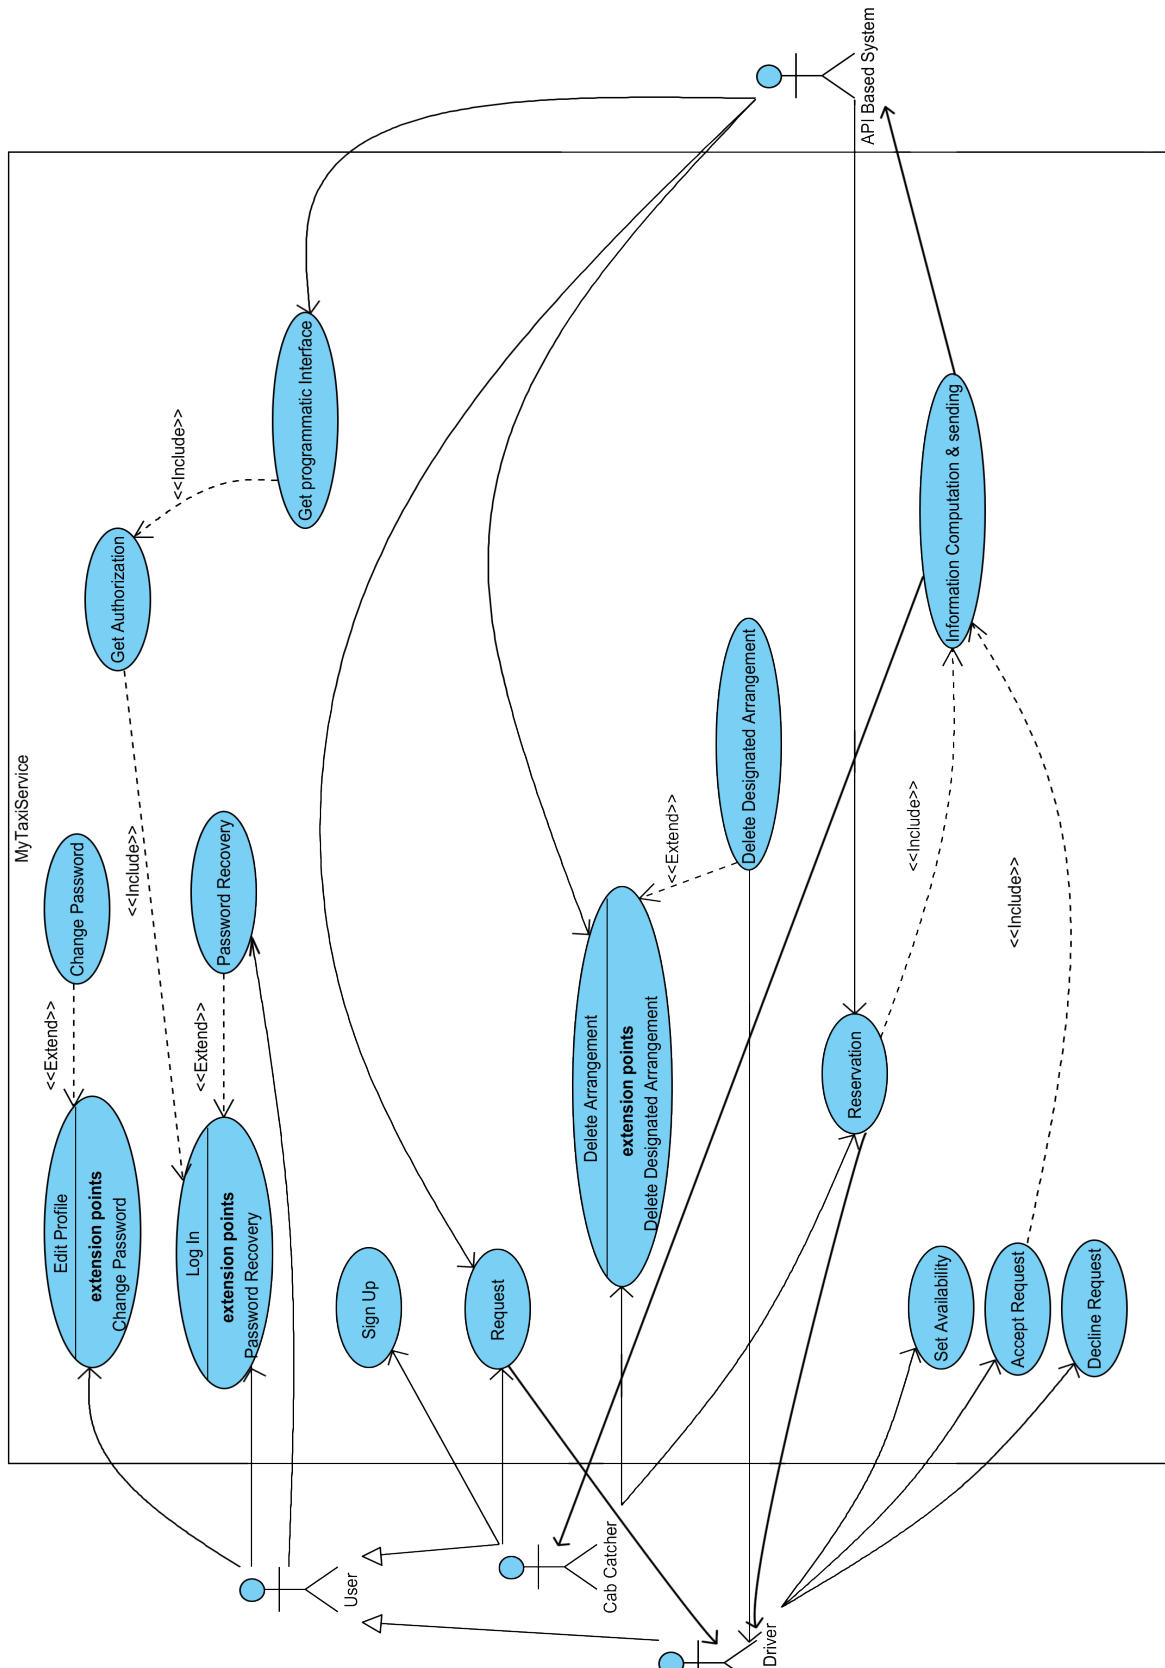 MyTaxiService
Edit Profile
extension points
Change Password
<<Extend>>
Change Password
Log In
extension points
Password Recovery
<<Extend>>
Password Recovery
<<Include>>
Get Authorization
<<Include>>
Get programmatic Interface
Sign Up
Request
Delete Arrangement
extension points
Delete Designated Arrangement
<<Extend>>
Delete Designated Arrangement
Reservation
<<Include>>
Information Computation & sending
<<Include>>
Set Availability
Accept Request
Decline Request
User
Cab Catcher
Driver
API Based System